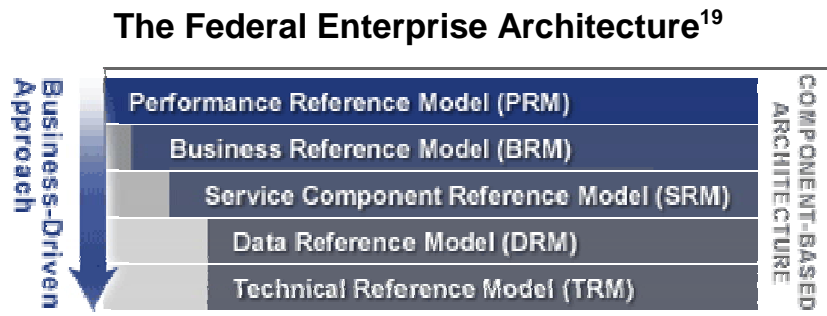 The Federal Enterprise Architecture19
Business-Driven
Approach
Performance Reference Model (PRM)
Business Reference Model (BRM)
Service Component Reference Model (SRM)
Data Reference Model (DRM)
Technical Reference Model (TRM)
COMPONENT-BASED
ARCHITECTURE